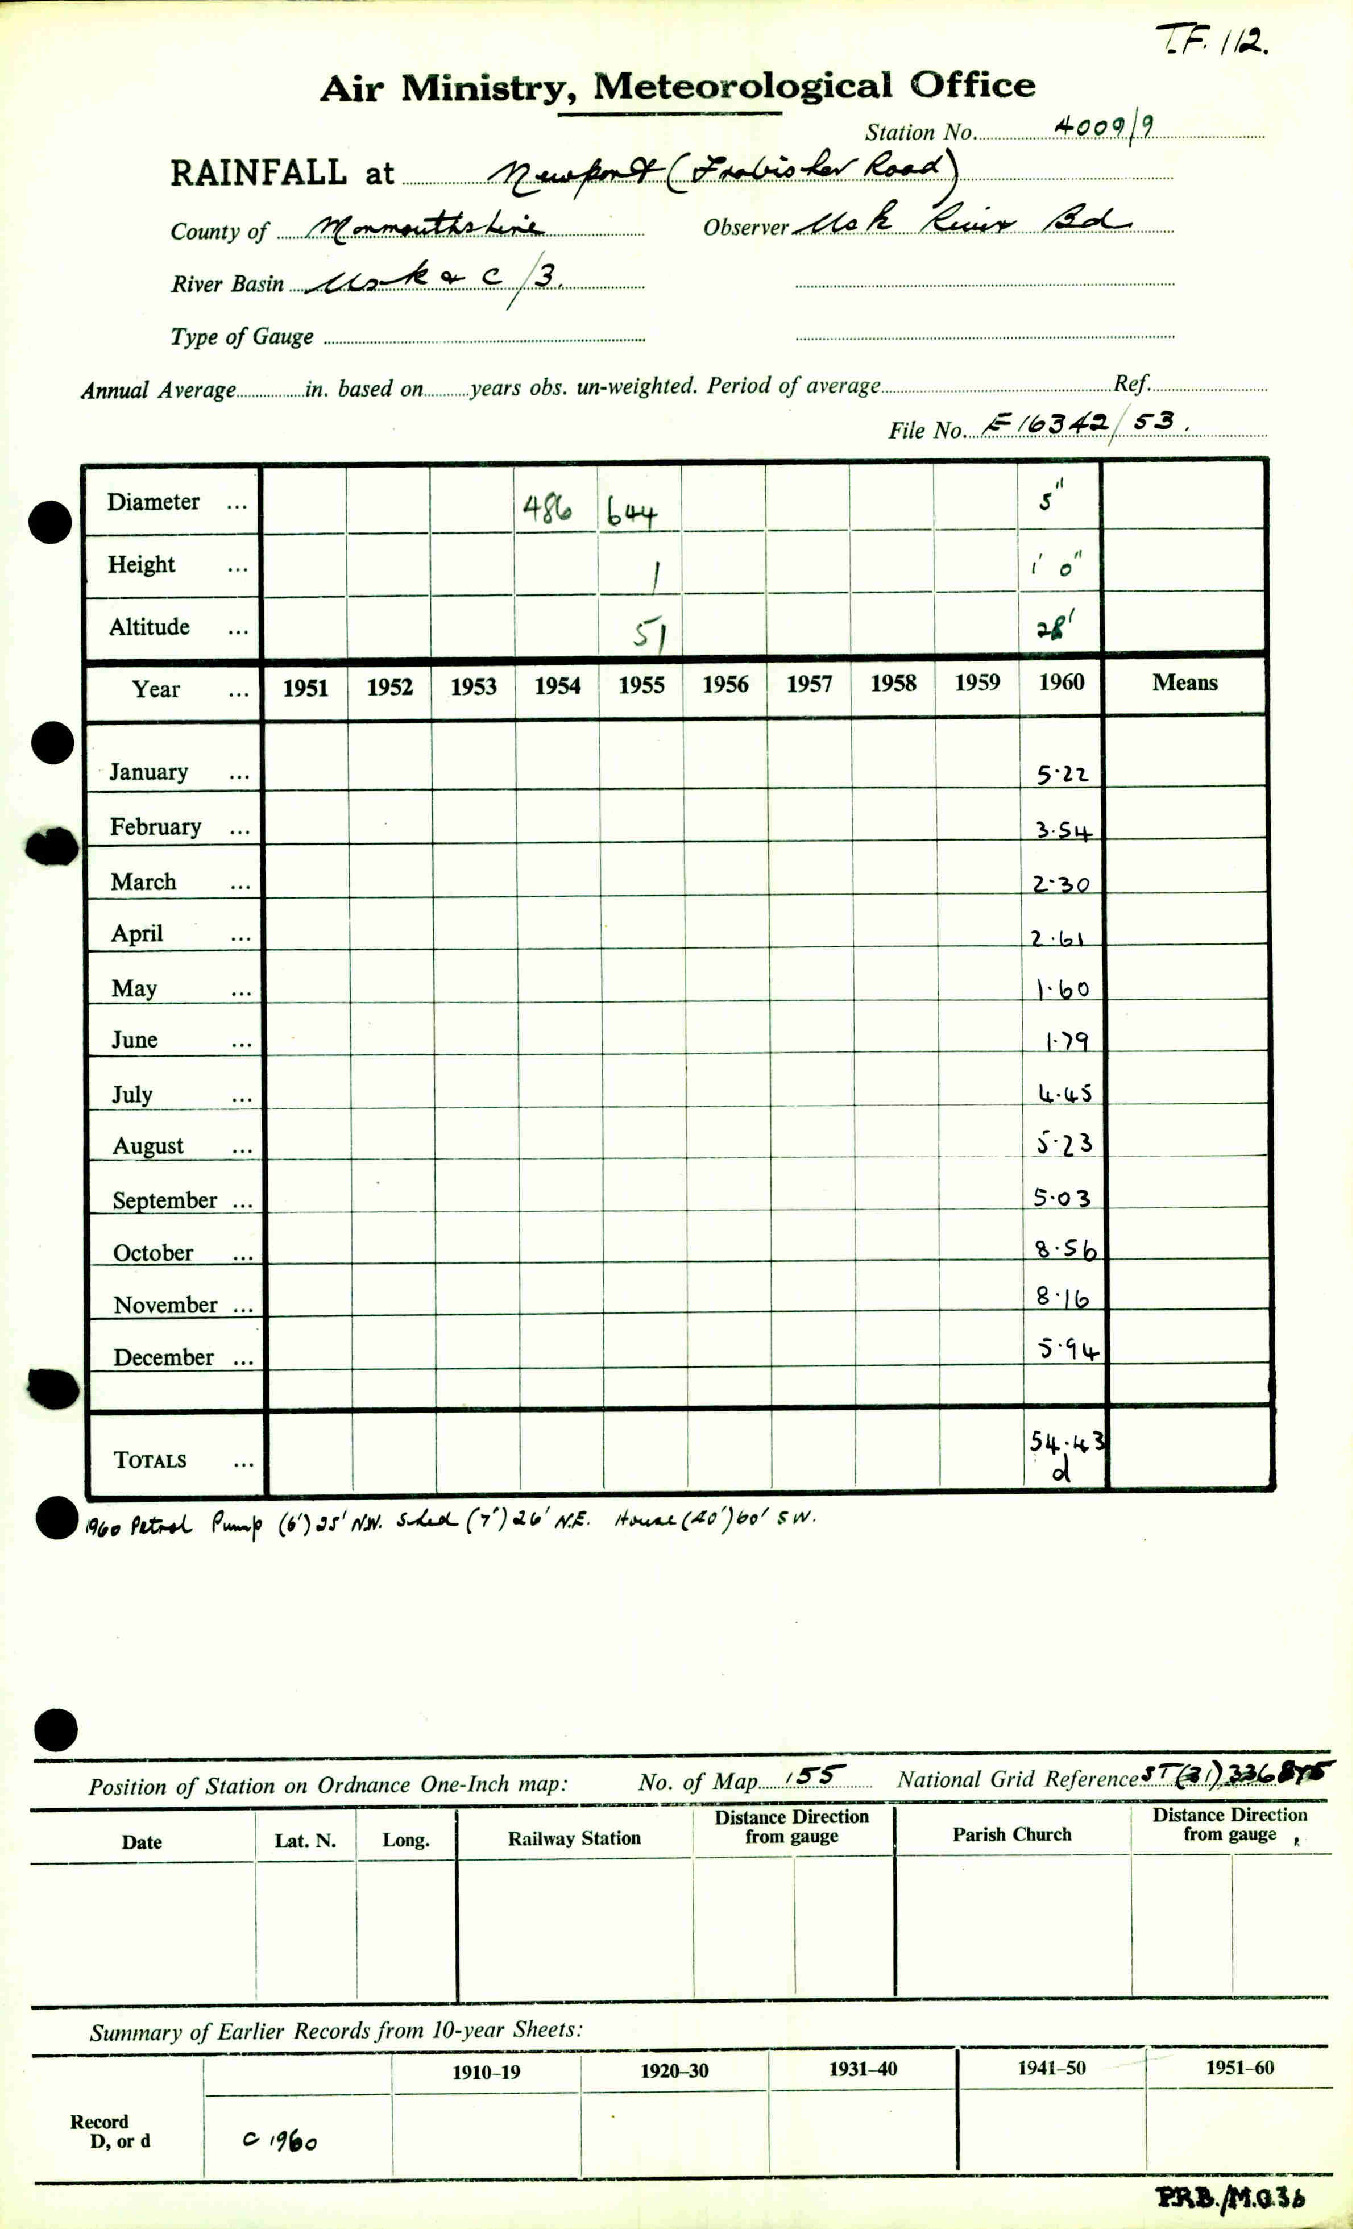 T.F. 112.
Air Ministry, Meteorological Office
Station No. 4009/9
RAINFALL at Newport (Frobisher Road)
County of Monmouthshire Observer Usk River Bd
River Basin Usk & C/3.
Type of Gauge
Annual Average in. based on years obs. un-weighted. Period of average Ref.
File No. E16342/53.
Diameter ... 486 644 5"
Height ... 1 1' 0"
Altitude ... 51 28'
Year ... 1951 1952 1953 1954 1955 1956 1957 1958 1959 1960 Means
January ... 5.22
February ... 3.54
March ... 2.30
April ... 2.61
May ... 1.60
June ... 1.79
July ... 4.45
August ... 5.23
September ... 5.03
October ... 8.56
November ... 8.16
December ... 5.94
TOTALS ... 54.43
d
1960 Petrol Pump (6') 25' N.W. Shed (7') 26' N.E. House (40') 60' S W.
Position of Station on Ordnance One-Inch map: No. of Map 155 National Grid Reference ST (31) 336
Date Lat. N. Long. Railway Station Distance Direction from gauge Parish Church Distance Direction from gauge
Summary of Earlier Records from 10-year Sheets:
1910–19 1920–30 1931–40 1941–50 1951–60
Record
D, or d C 1960
P.R.B./M.O.36